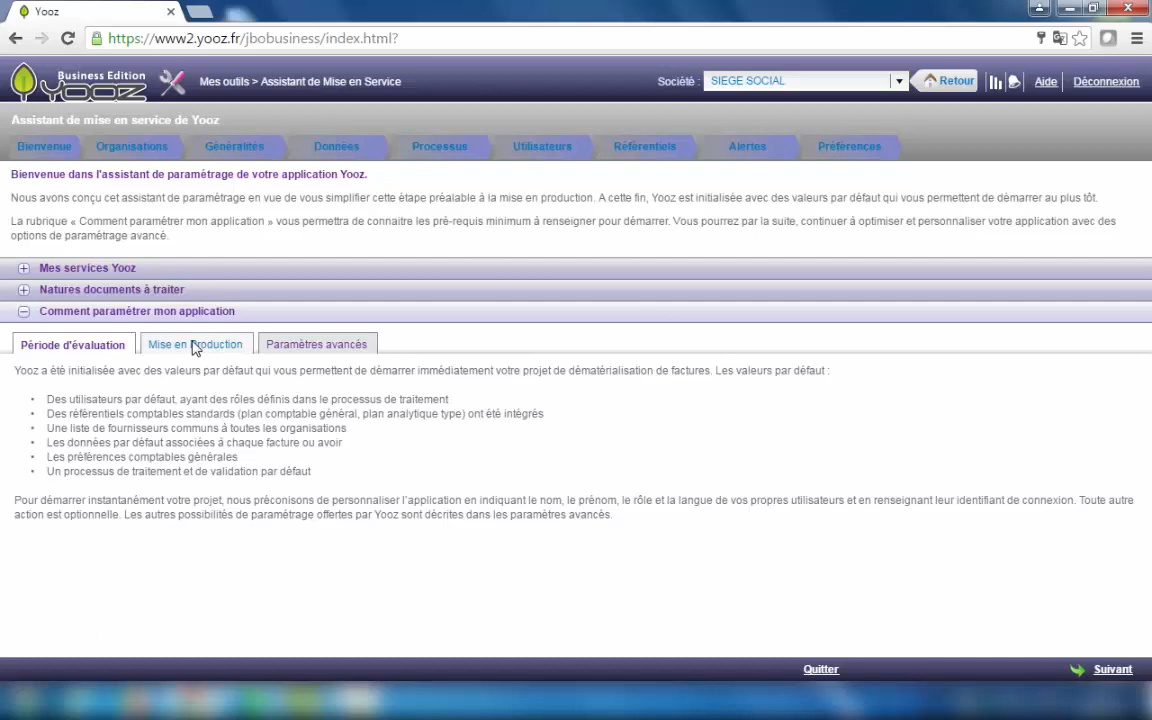 Yooz
https://www2.yooz.fr/jbobusiness/index.html?
Business Edition
YOOZ
Mes outils > Assistant de Mise en Service
Société :
SIEGE SOCIAL
Retour
Aide
Déconnexion
Assistant de mise en service de Yooz
Bienvenue
Organisations
Généralités
Données
Processus
Utilisateurs
Référentiels
Alertes
Préférences
Bienvenue dans l'assistant de paramétrage de votre application Yooz.
Nous avons conçu cet assistant de paramétrage en vue de vous simplifier cette étape préalable à la mise en production. A cette fin, Yooz est initialisée avec des valeurs par défaut qui vous permettent de démarrer au plus tôt.
La rubrique « Comment paramétrer mon application » vous permettra de connaitre les pré-requis minimum à renseigner pour démarrer. Vous pourrez par la suite, continuer à optimiser et personnaliser votre application avec des
options de paramétrage avancé.
Mes services Yooz
Natures documents à traiter
Comment paramétrer mon application
Période d'évaluation
Mise en Production
Paramètres avancés
Yooz a été initialisée avec des valeurs par défaut qui vous permettent de démarrer immédiatement votre projet de dématérialisation de factures. Les valeurs par défaut :
• Des utilisateurs par défaut, ayant des rôles définis dans le processus de traitement
• Des référentiels comptables standards (plan comptable général, plan analytique type) ont été intégrés
• Une liste de fournisseurs communs à toutes les organisations
• Les données par défaut associées à chaque facture ou avoir
• Les préférences comptables générales
• Un processus de traitement et de validation par défaut
Pour démarrer instantanément votre projet, nous préconisons de personnaliser l'application en indiquant le nom, le prénom, le rôle et la langue de vos propres utilisateurs et en renseignant leur identifiant de connexion. Toute autre
action est optionnelle. Les autres possibilités de paramétrage offertes par Yooz sont décrites dans les paramètres avancés.
Quitter
Suivant